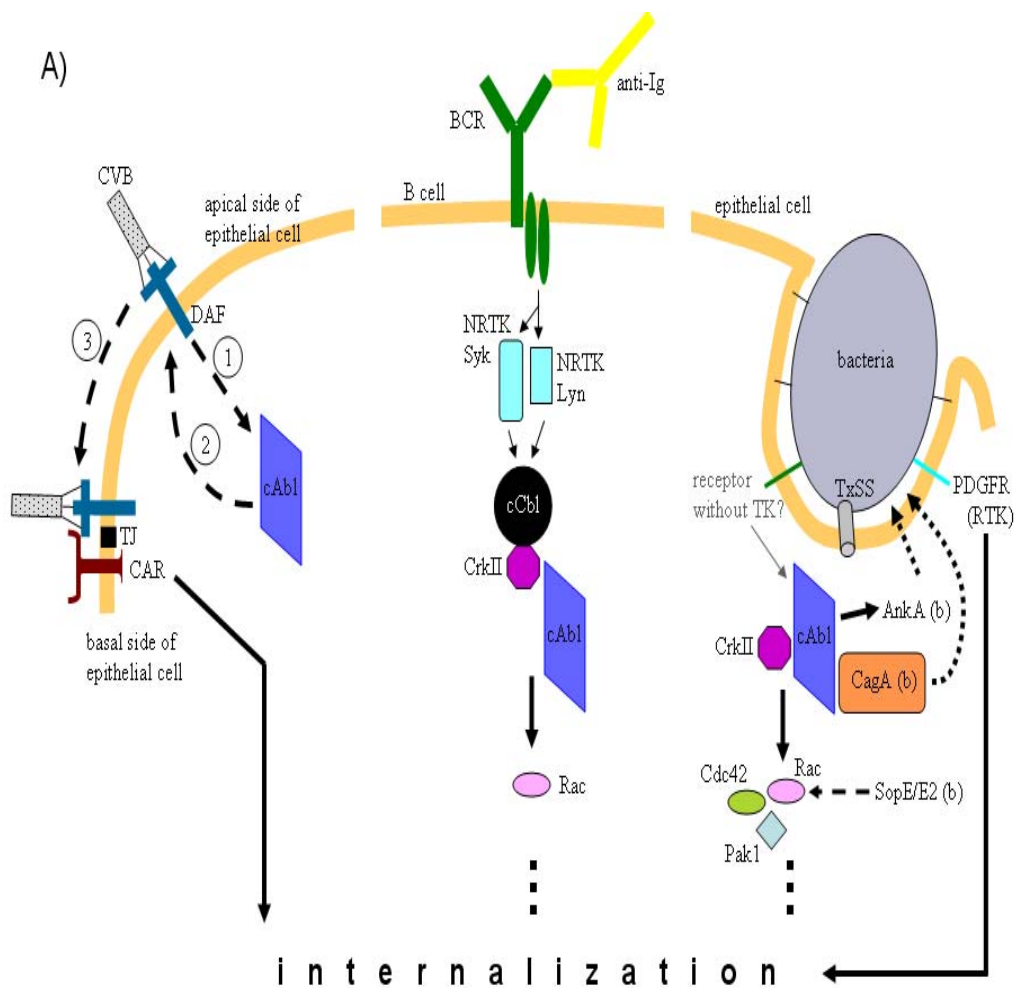 A)
CVB
apical side of
epithelial cell
DAF
3
1
2
cAbl
TJ
CAR
basal side of
epithelial cell
BCR
anti-Ig
B cell
NRTK
Syk
NRTK
Lyn
cCbl
CrkII
cAbl
Rac
epithelial cell
bacteria
TxSS
receptor
without TK?
PDGFR
(RTK)
cAbl
CrkII
AnkA (b)
CagA (b)
Cdc42
Rac
SopE/E2 (b)
Pak1
internalization